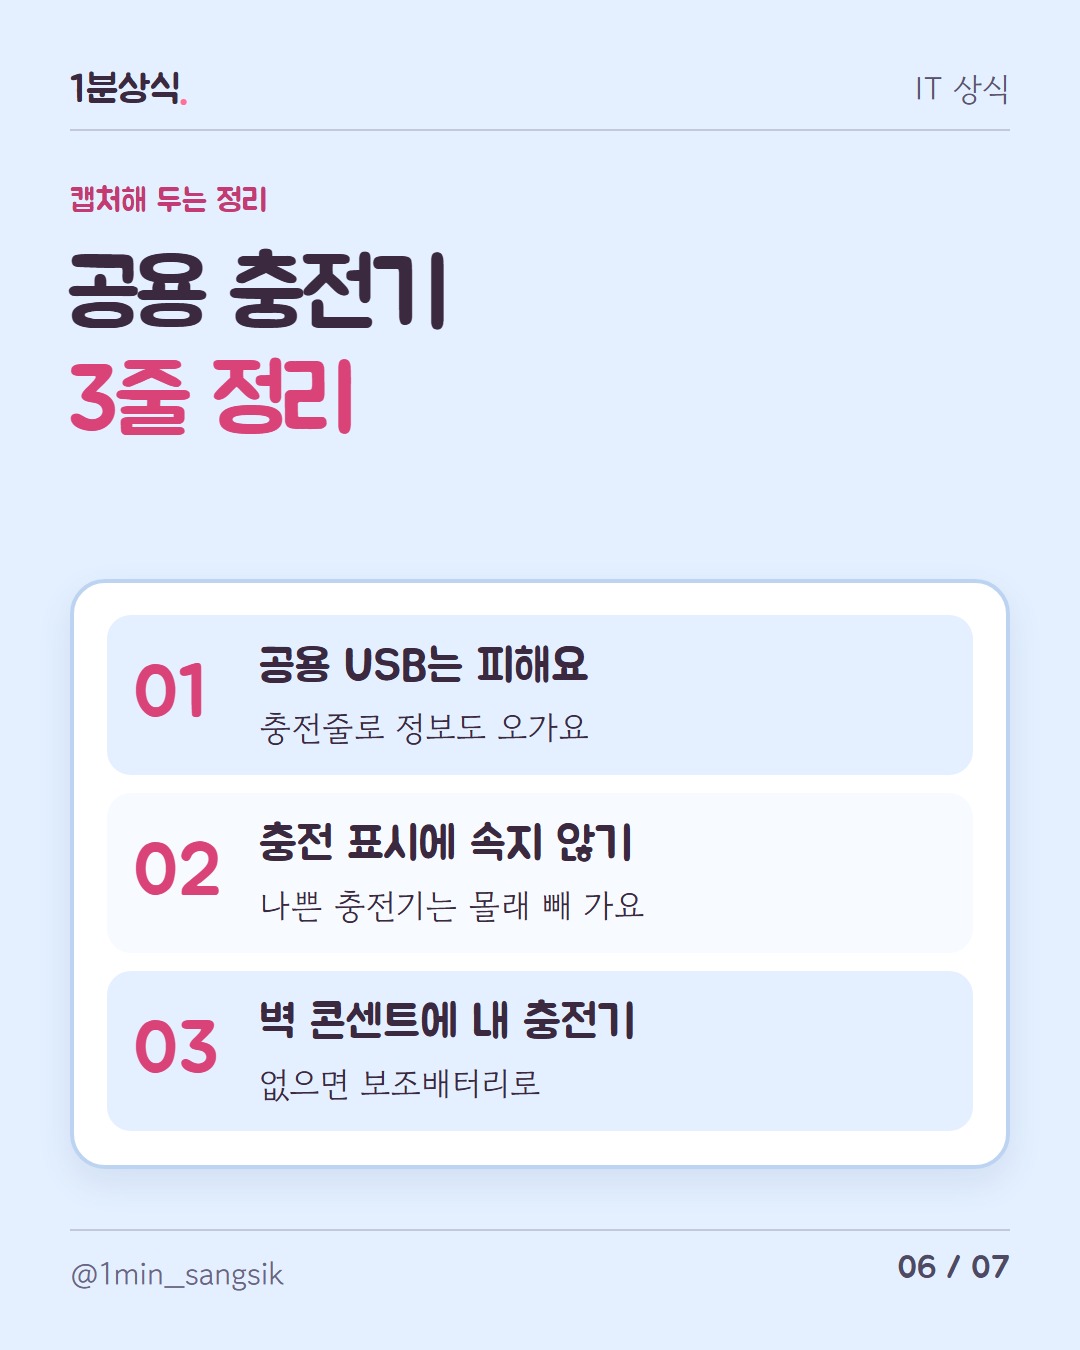 1분상식.
IT 상식
캡처해 두는 정리
공용 충전기
3줄 정리
01
공용 USB는 피해요
충전줄로 정보도 오가요
02
충전 표시에 속지 않기
나쁜 충전기는 몰래 빼 가요
03
벽 콘센트에 내 충전기
없으면 보조배터리로
@1min_sangsik
06 / 07